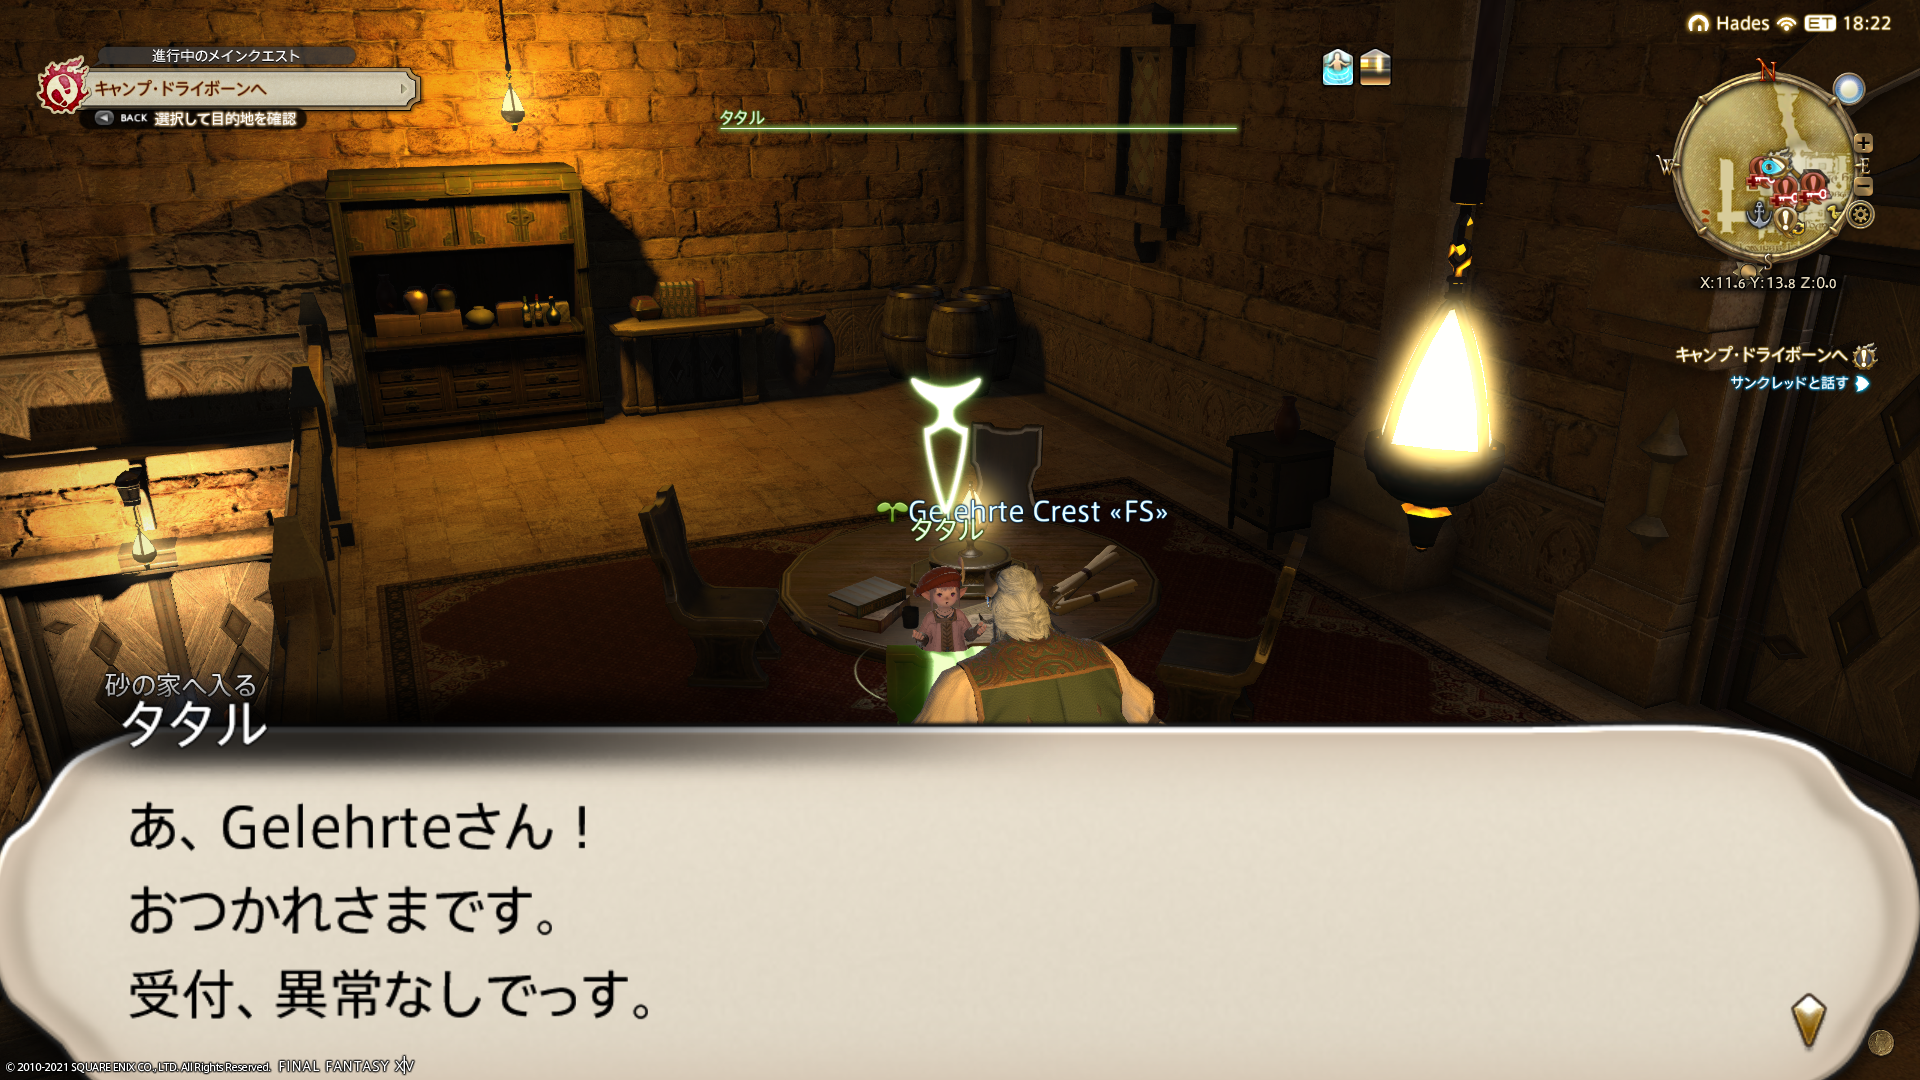 進行中のメインクエスト
キャンプ・ドライボーンへ
BACK 選択して目的地を確認
タタル
Hades ET 18:22
N
W
E
S
X:11.6 Y:13.8 Z:0.0
キャンプ・ドライボーンへ
サンクレッドと話す
Gelehrte Crest «FS»
タタル
砂の家へ入る
タタル
あ、Gelehrteさん！
おつかれさまです。
受付、異常なしでっす。
© 2010-2021 SQUARE ENIX CO., LTD. All Rights Reserved. FINAL FANTASY XIV